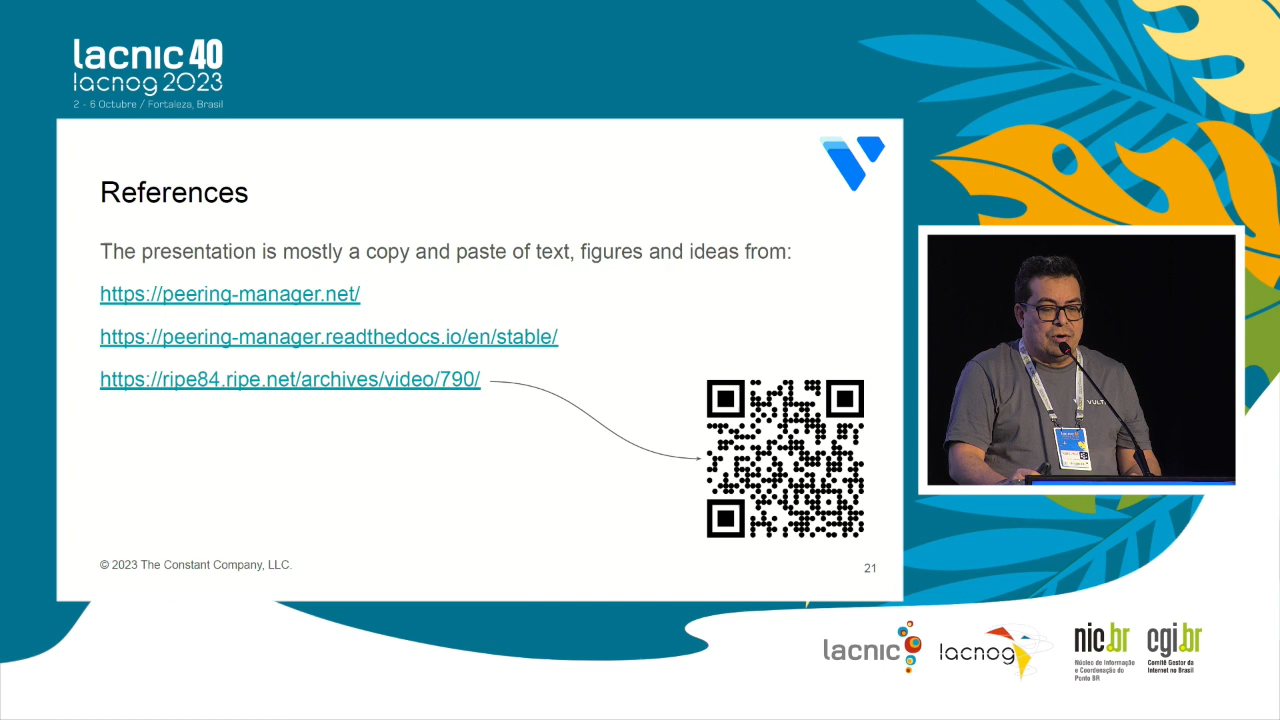 lacnic 40
lacnog 2023
2 - 6 Octubre / Fortaleza, Brasil
References
The presentation is mostly a copy and paste of text, figures and ideas from:
https://peering-manager.net/
https://peering-manager.readthedocs.io/en/stable/
https://ripe84.ripe.net/archives/video/790/
© 2023 The Constant Company, LLC.
21
VULT
lacnic
lacnog
nic.br
Núcleo de Informação
e Coordenação do
Ponto BR
cgi.br
Comitê Gestor da
Internet no Brasil